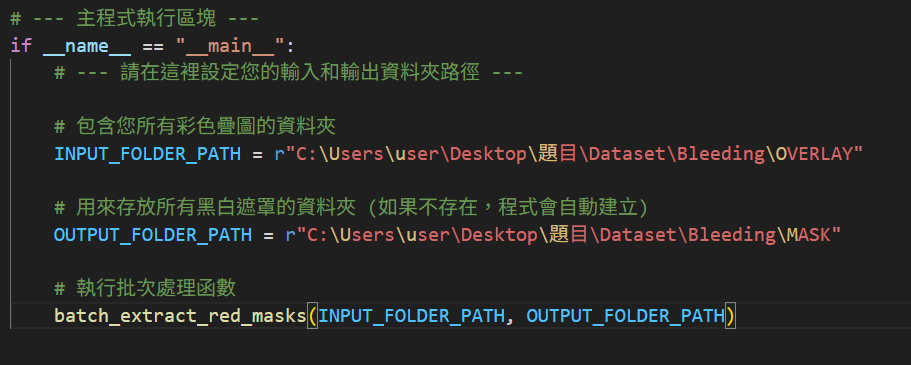 # --- 主程式執行區塊 ---
if __name__ == "__main__":
# --- 請在這裡設定您的輸入和輸出資料夾路徑 ---
# 包含您所有彩色疊圖的資料夾
INPUT_FOLDER_PATH = r"C:\Users\user\Desktop\題目\Dataset\Bleeding\OVERLAY"
# 用來存放所有黑白遮罩的資料夾 (如果不存在，程式會自動建立)
OUTPUT_FOLDER_PATH = r"C:\Users\user\Desktop\題目\Dataset\Bleeding\MASK"
# 執行批次處理函數
batch_extract_red_masks(INPUT_FOLDER_PATH, OUTPUT_FOLDER_PATH)